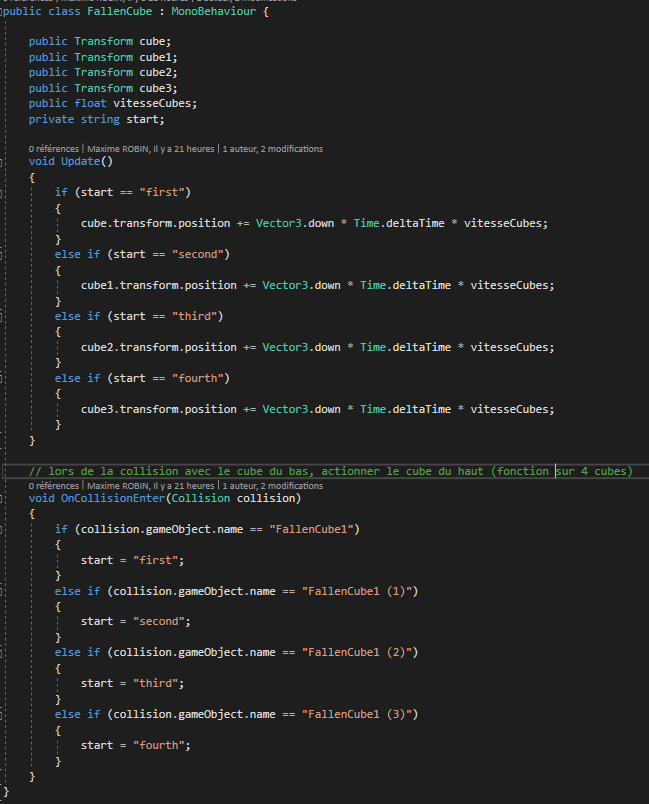 public class FallenCube : MonoBehaviour {
public Transform cube;
public Transform cube1;
public Transform cube2;
public Transform cube3;
public float vitesseCubes;
private string start;
0 références | Maxime ROBIN, Il y a 21 heures | 1 auteur, 2 modifications
void Update()
{
if (start == "first")
{
cube.transform.position += Vector3.down * Time.deltaTime * vitesseCubes;
}
else if (start == "second")
{
cube1.transform.position += Vector3.down * Time.deltaTime * vitesseCubes;
}
else if (start == "third")
{
cube2.transform.position += Vector3.down * Time.deltaTime * vitesseCubes;
}
else if (start == "fourth")
{
cube3.transform.position += Vector3.down * Time.deltaTime * vitesseCubes;
}
}
// lors de la collision avec le cube du bas, actionner le cube du haut (fonction sur 4 cubes)
0 références | Maxime ROBIN, Il y a 21 heures | 1 auteur, 2 modifications
void OnCollisionEnter(Collision collision)
{
if (collision.gameObject.name == "FallenCube1")
{
start = "first";
}
else if (collision.gameObject.name == "FallenCube1 (1)")
{
start = "second";
}
else if (collision.gameObject.name == "FallenCube1 (2)")
{
start = "third";
}
else if (collision.gameObject.name == "FallenCube1 (3)")
{
start = "fourth";
}
}
}